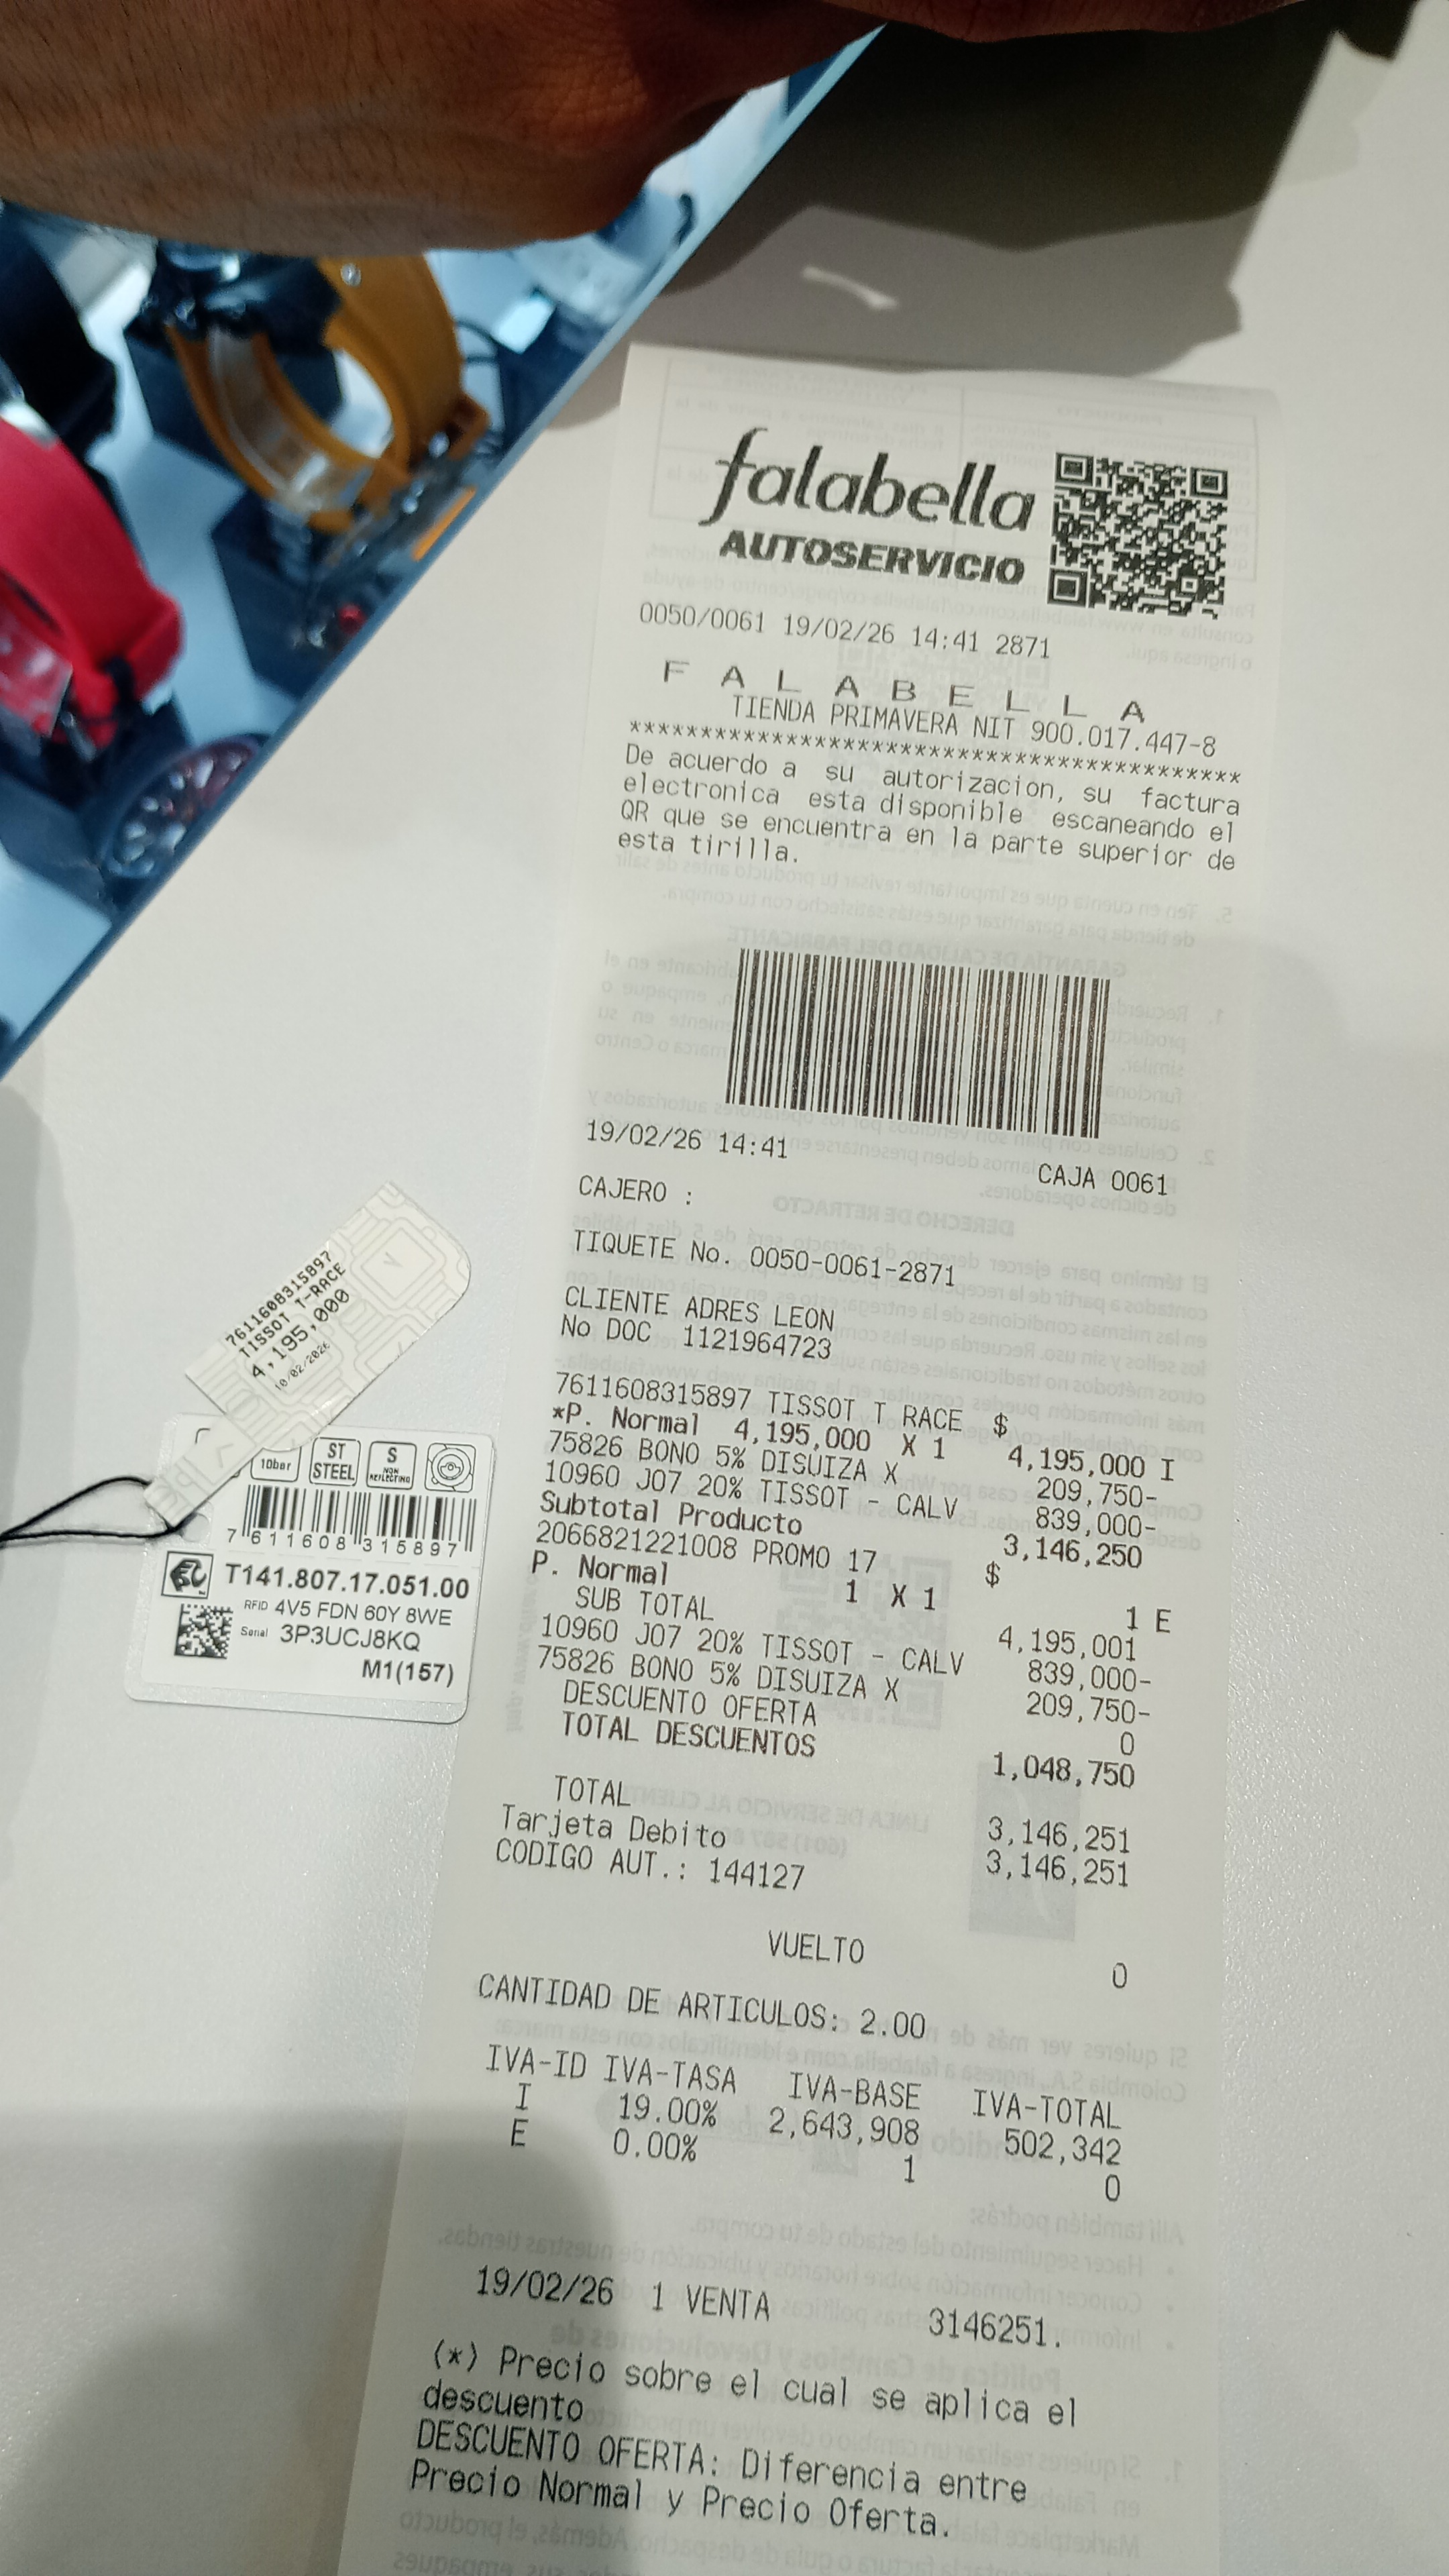 falabella
AUTOSERVICIO
0050/0061 19/02/26 14:41 2871
F A L A B E L L A
TIENDA PRIMAVERA NIT 900.017.447-8
*******************************************
De acuerdo a su autorizacion, su factura
electronica esta disponible escaneando el
QR que se encuentra en la parte superior de
esta tirilla.
19/02/26 14:41 CAJA 0061
CAJERO :
TIQUETE No. 0050-0061-2871
CLIENTE ADRES LEON
No DOC 1121964723
7611608315897 TISSOT T RACE $
*P. Normal 4,195,000 X 1 4,195,000 I
75826 BONO 5% DISUIZA X 209,750-
10960 J07 20% TISSOT - CALV 839,000-
Subtotal Producto 3,146,250
2066821221008 PROMO 17 $
P. Normal 1 X 1 1 E
SUB TOTAL 4,195,001
10960 J07 20% TISSOT - CALV 839,000-
75826 BONO 5% DISUIZA X 209,750-
DESCUENTO OFERTA 0
TOTAL DESCUENTOS 1,048,750
TOTAL 3,146,251
Tarjeta Debito 3,146,251
CODIGO AUT.: 144127
VUELTO 0
CANTIDAD DE ARTICULOS: 2.00
IVA-ID IVA-TASA IVA-BASE IVA-TOTAL
I 19.00% 2,643,908 502,342
E 0.00% 1 0
19/02/26 1 VENTA 3146251.
(*) Precio sobre el cual se aplica el
descuento
DESCUENTO OFERTA: Diferencia entre
Precio Normal y Precio Oferta.
7611608315897
TISSOT T-RACE
4,195,000
10/02/2026
10bar
ST
STEEL
S
NON
REFLECTING
7 611608 315897
T141.807.17.051.00
RFID 4V5 FDN 60Y 8WE
Serial 3P3UCJ8KQ
M1(157)